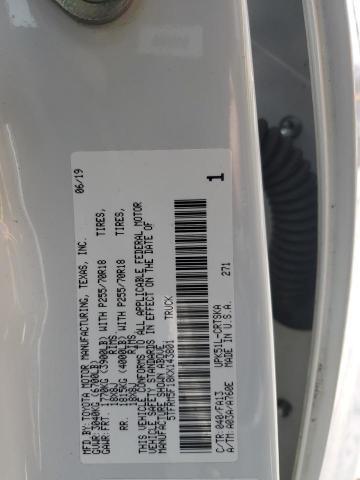 MFD BY: TOYOTA MOTOR MANUFACTURING, TEXAS, INC.
06/19
GVWR: 3040KG(6700LB)
GAWR: FRT. 1770KG(3900LB) WITH P255/70R18 TIRES,
18X8J RIMS
RR. 1815KG(4000LB) WITH P255/70R18 TIRES,
18X8J RIMS
THIS VEHICLE CONFORMS TO ALL APPLICABLE FEDERAL MOTOR
VEHICLE SAFETY STANDARDS IN EFFECT ON THE DATE OF
MANUFACTURE SHOWN ABOVE.
5TFRM5F18KX143801 TRUCK
1
UPK51L-CRTSKA 271
C/TR: 040/FA13
A/TM: A03A/A760E MADE IN U.S.A.